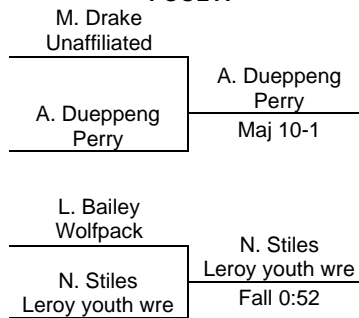 M. Drake
Unaffiliated
A. Dueppeng
Perry
A. Dueppeng
Perry
Maj 10-1
L. Bailey
Wolfpack
N. Stiles
Leroy youth wre
N. Stiles
Leroy youth wre
Fall 0:52